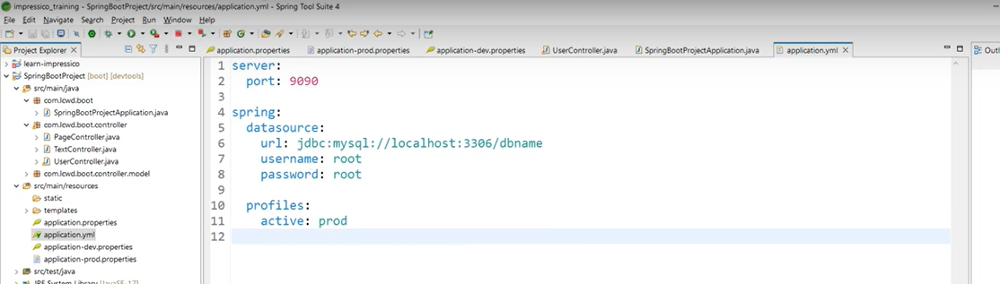 impressico_training - SpringBootProject/src/main/resources/application.yml - Spring Tool Suite 4
File Edit Navigate Search Project Run Window Help
Project Explorer
application.properties application-prod.properties application-dev.properties UserController.java SpringBootProjectApplication.java application.yml
Outl
learn-impressico
SpringBootProject [boot] [devtools]
src/main/java
com.lcwd.boot
SpringBootProjectApplication.java
com.lcwd.boot.controller
PageController.java
TextController.java
UserController.java
com.lcwd.boot.controller.model
src/main/resources
static
templates
application.properties
application.yml
application-dev.properties
application-prod.properties
src/test/java
JRE System Library [JavaSE-17]
1 server:
2 port: 9090
3
4 spring:
5 datasource:
6 url: jdbc:mysql://localhost:3306/dbname
7 username: root
8 password: root
9
10 profiles:
11 active: prod
12